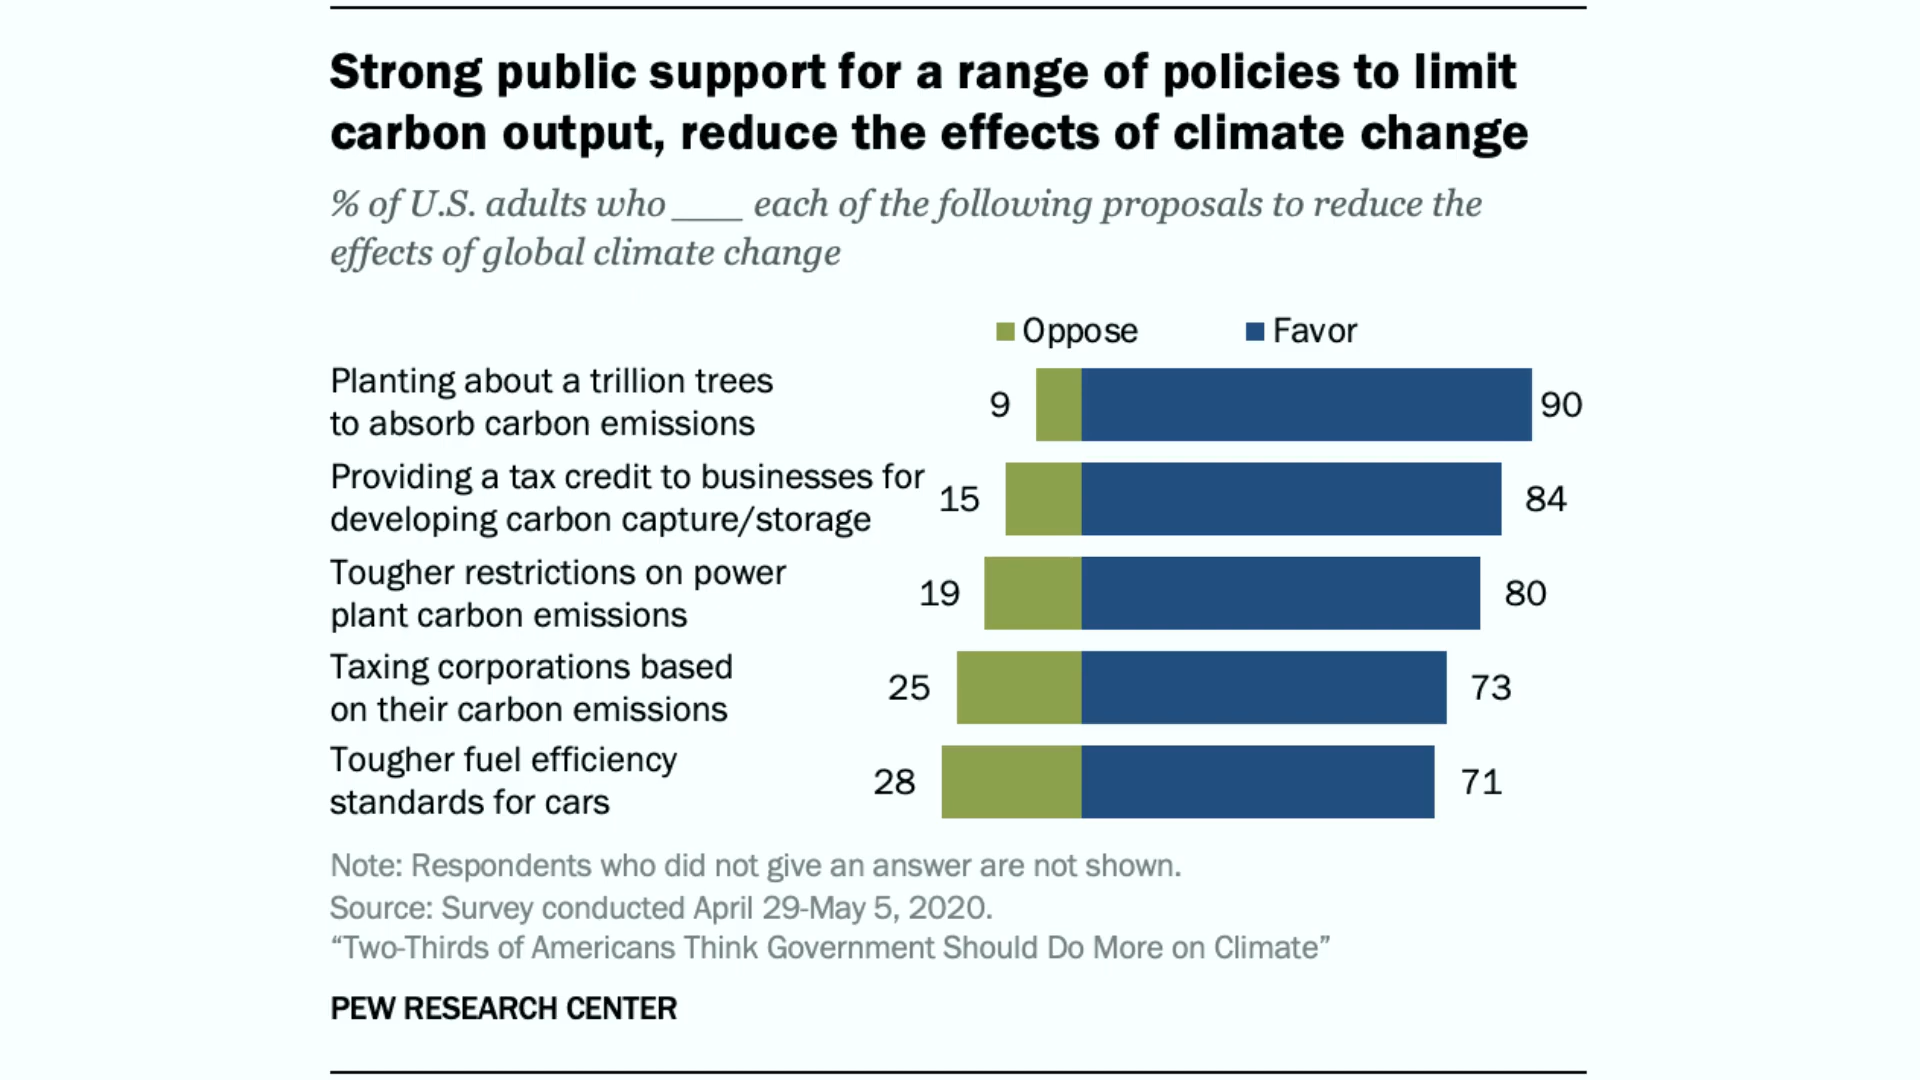 Strong public support for a range of policies to limit
carbon output, reduce the effects of climate change
% of U.S. adults who ___ each of the following proposals to reduce the
effects of global climate change
Oppose Favor
Planting about a trillion trees
to absorb carbon emissions
9 90
Providing a tax credit to businesses for
developing carbon capture/storage
15 84
Tougher restrictions on power
plant carbon emissions
19 80
Taxing corporations based
on their carbon emissions
25 73
Tougher fuel efficiency
standards for cars
28 71
Note: Respondents who did not give an answer are not shown.
Source: Survey conducted April 29-May 5, 2020.
“Two-Thirds of Americans Think Government Should Do More on Climate”
PEW RESEARCH CENTER